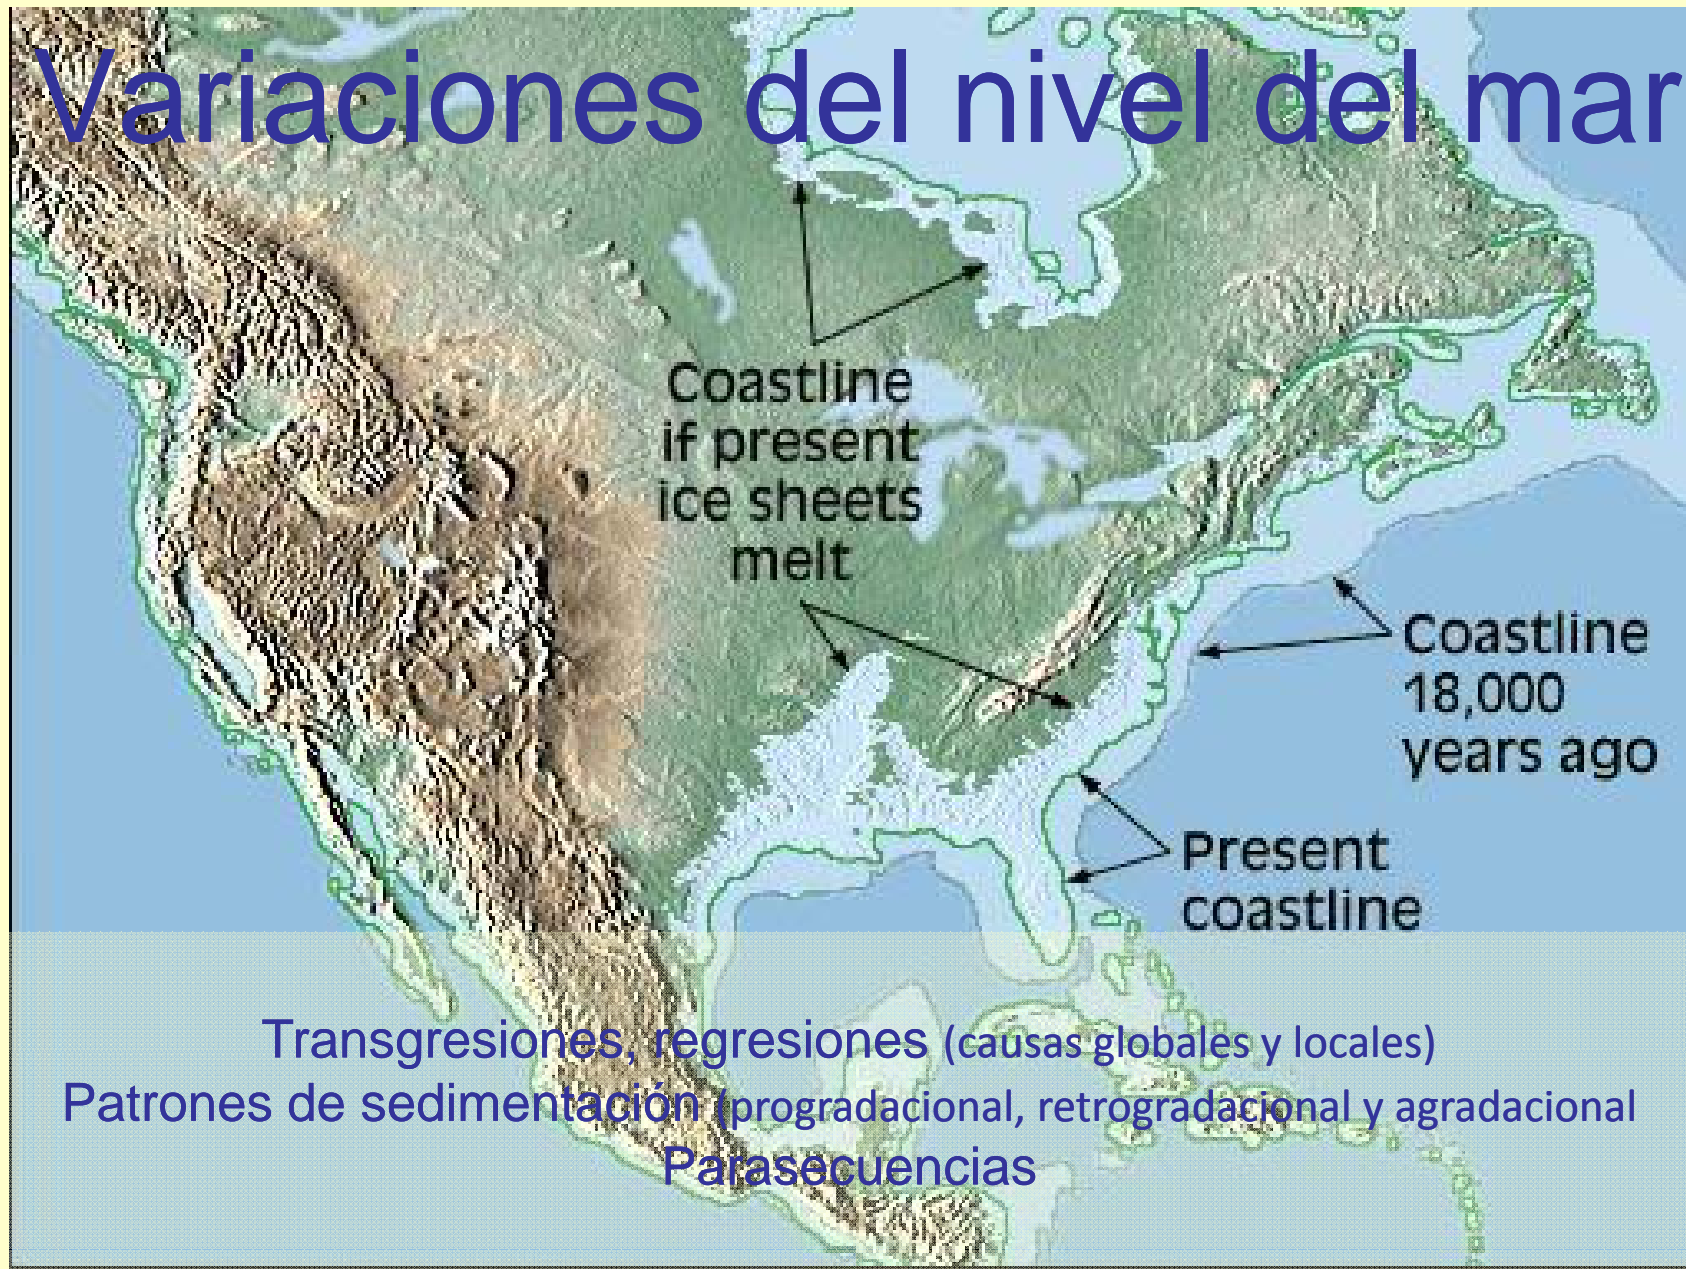 Variaciones del nivel del mar
Coastline
if present
ice sheets
melt
Coastline
18,000
years ago
Present
coastline
Transgresiones, regresiones (causas globales y locales)
Patrones de sedimentación (progradacional, retrogradacional y agradacional
Parasecuencias